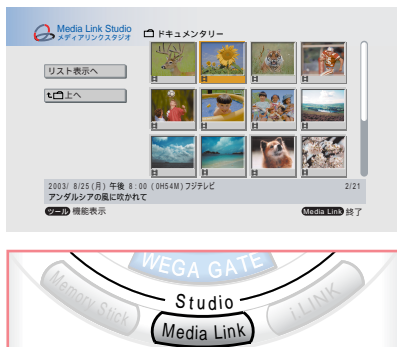 Media Link Studio
メディアリンクスタジオ
ドキュメンタリー
リスト表示へ
上へ
2003/ 8/25(月) 午後 8:00 (0H54M)フジテレビ
2/21
アンダルシアの風に吹かれて
ツール 機能表示
Media Link 終了
WEGA GATE
Memory Stick
Studio
Media Link
i.LINK